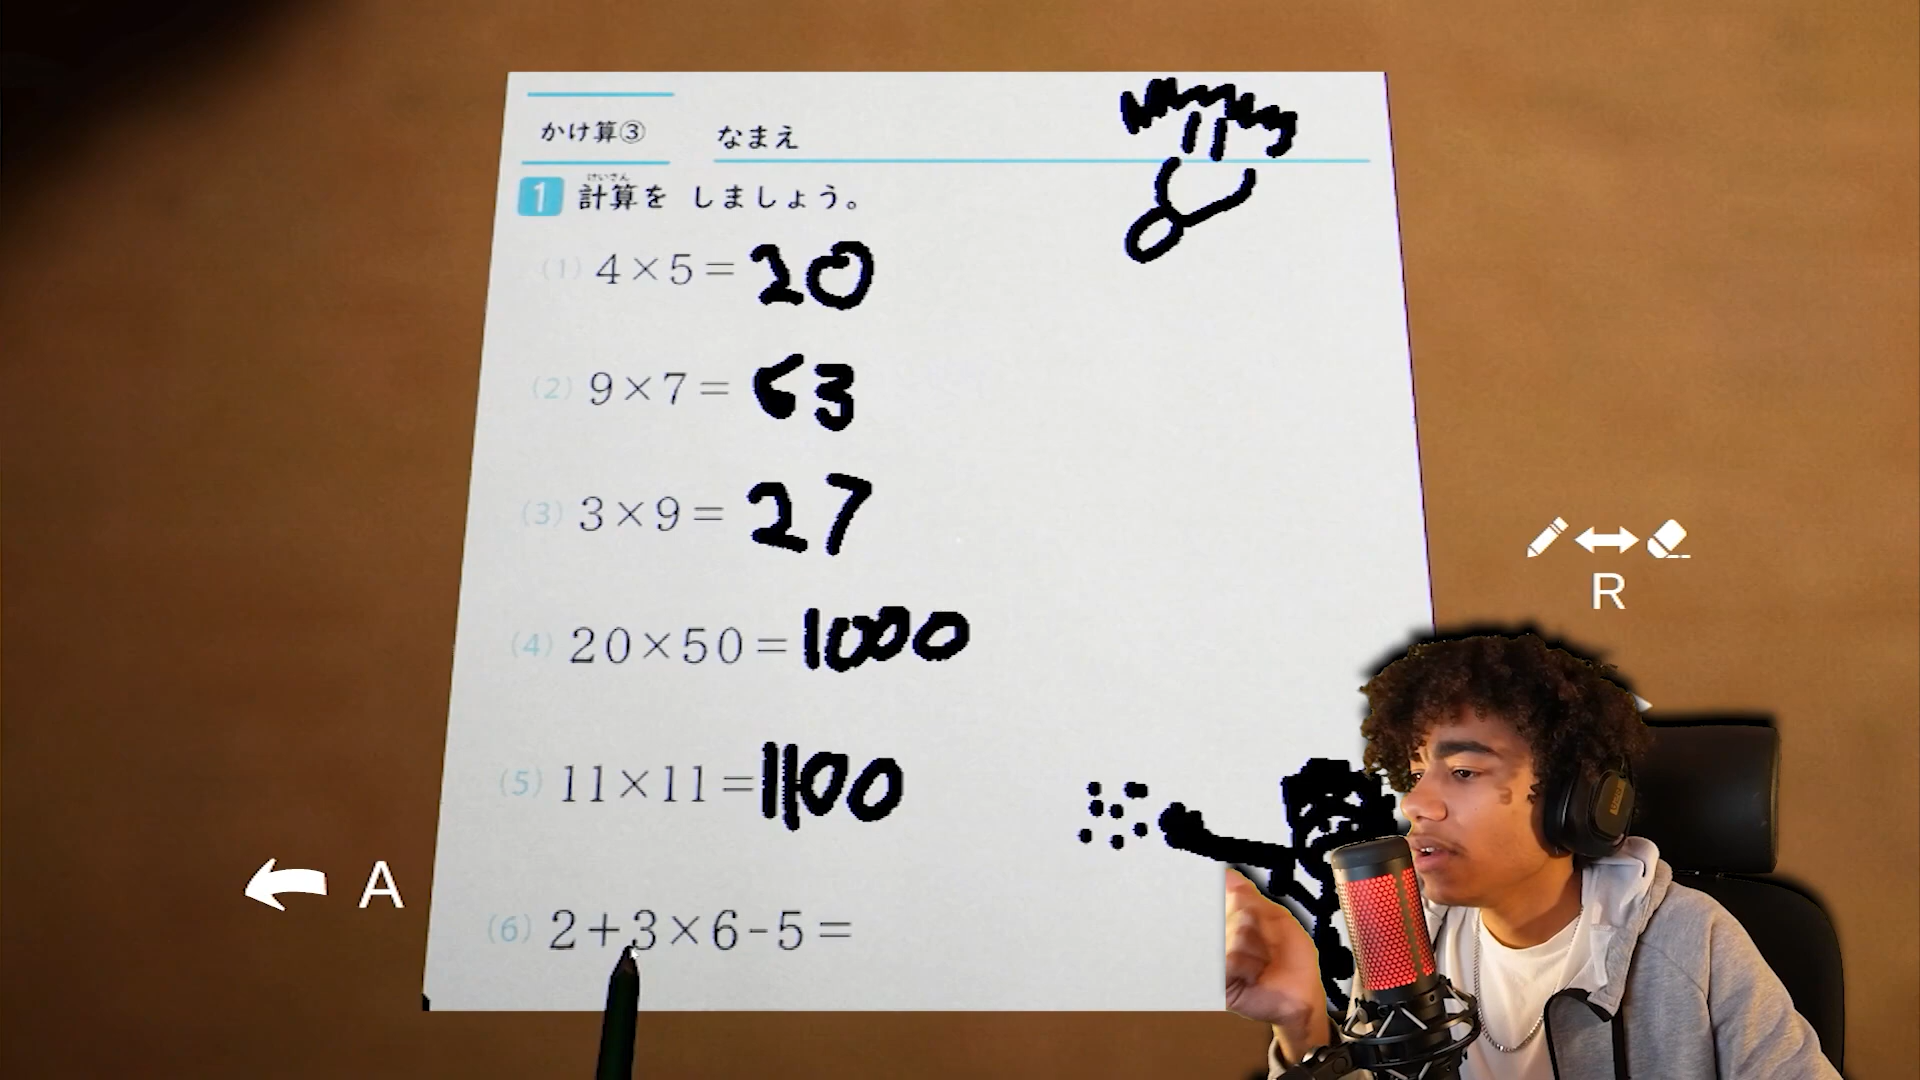 かけ算③ なまえ
けいさん
1 計算を しましょう。
(1) 4×5=20
(2) 9×7=63
(3) 3×9=27
(4) 20×50=1000
(5) 11×11=1100
(6) 2+3×6-5=
R
A